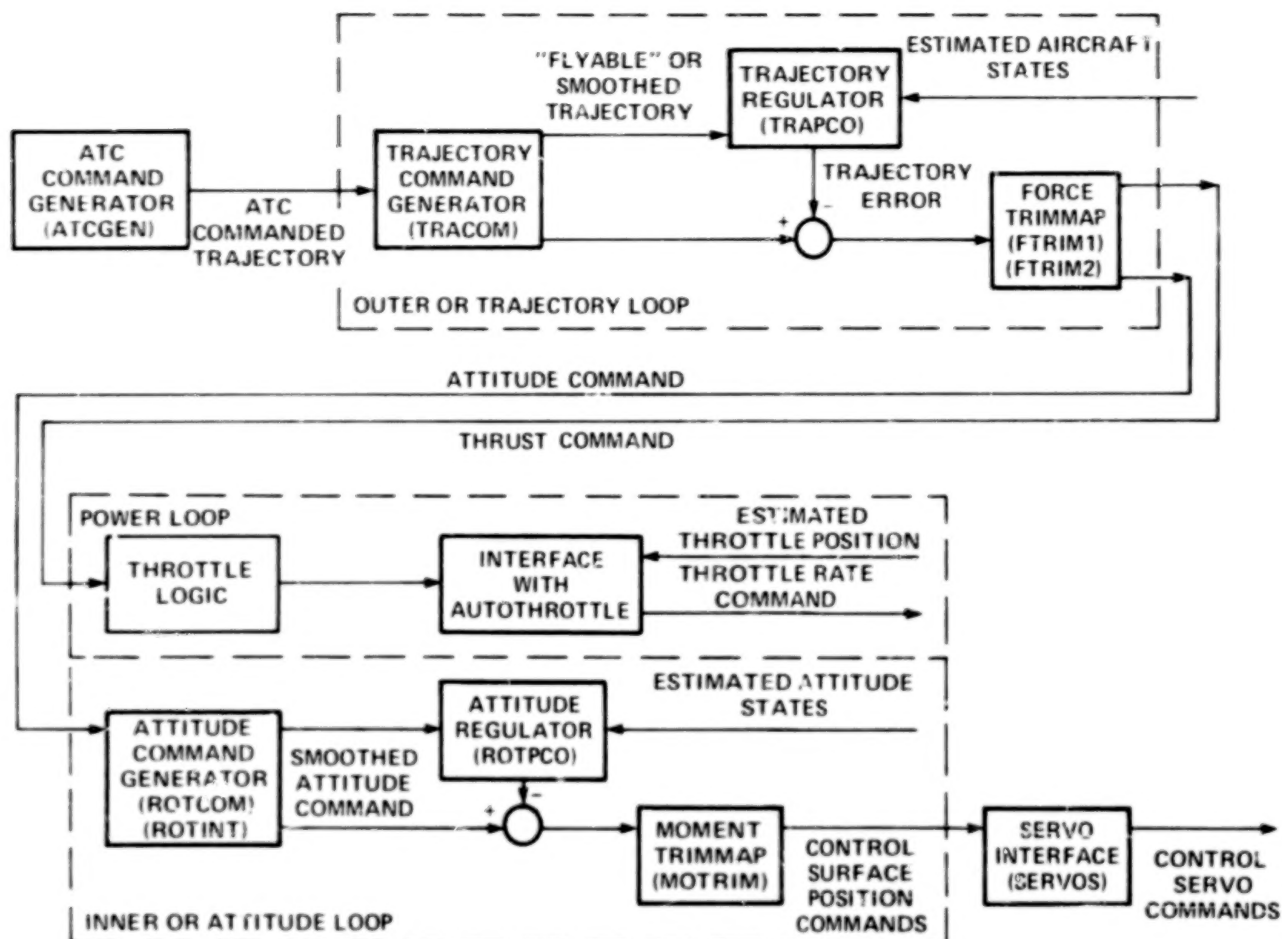 "FLYABLE" OR
SMOOTHED
TRAJECTORY
TRAJECTORY
REGULATOR
(TRAPCO)
ESTIMATED AIRCRAFT
STATES
ATC
COMMAND
GENERATOR
(ATCGEN)
ATC
COMMANDED
TRAJECTORY
TRAJECTORY
COMMAND
GENERATOR
(TRACOM)
TRAJECTORY
ERROR
+
-
FORCE
TRIMMAP
(FTRIM1)
(FTRIM2)
OUTER OR TRAJECTORY LOOP
ATTITUDE COMMAND
THRUST COMMAND
POWER LOOP
THROTTLE
LOGIC
INTERFACE
WITH
AUTOTHROTTLE
ESTIMATED
THROTTLE POSITION
THROTTLE RATE
COMMAND
ATTITUDE
COMMAND
GENERATOR
(ROTCOM)
(ROTINT)
SMOOTHED
ATTITUDE
COMMAND
ATTITUDE
REGULATOR
(ROTPCO)
ESTIMATED ATTITUDE
STATES
+
-
MOMENT
TRIMMAP
(MOTRIM)
CONTROL
SURFACE
POSITION
COMMANDS
SERVO
INTERFACE
(SERVOS)
CONTROL
SERVO
COMMANDS
INNER OR ATTITUDE LOOP